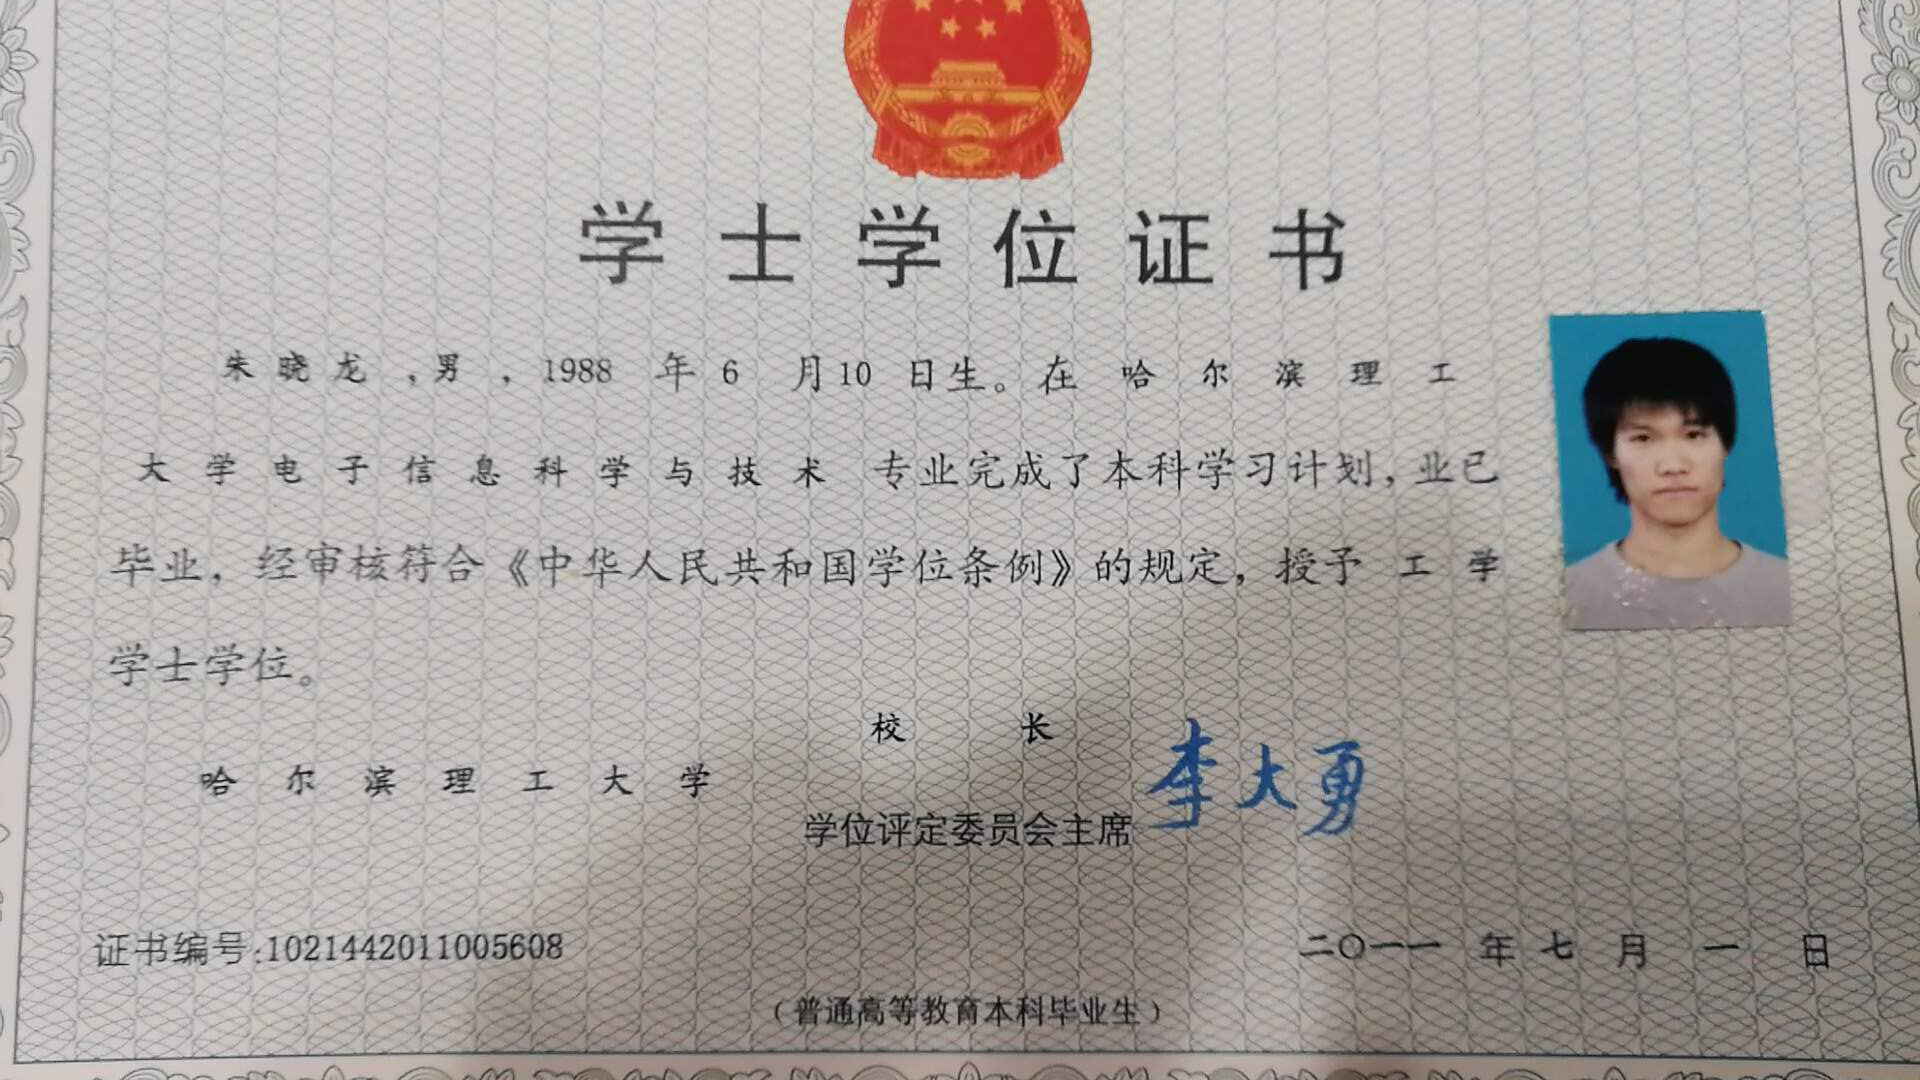 学士学位证书
朱晓龙,男,1988年6月10日生。在哈尔滨理工
大学电子信息科学与技术 专业完成了本科学习计划,业已
毕业,经审核符合《中华人民共和国学位条例》的规定,授予 工学
学士学位。
校长
李大勇
哈尔滨理工大学
学位评定委员会主席
证书编号:1021442011005608
二〇一一年七月一日
(普通高等教育本科毕业生)